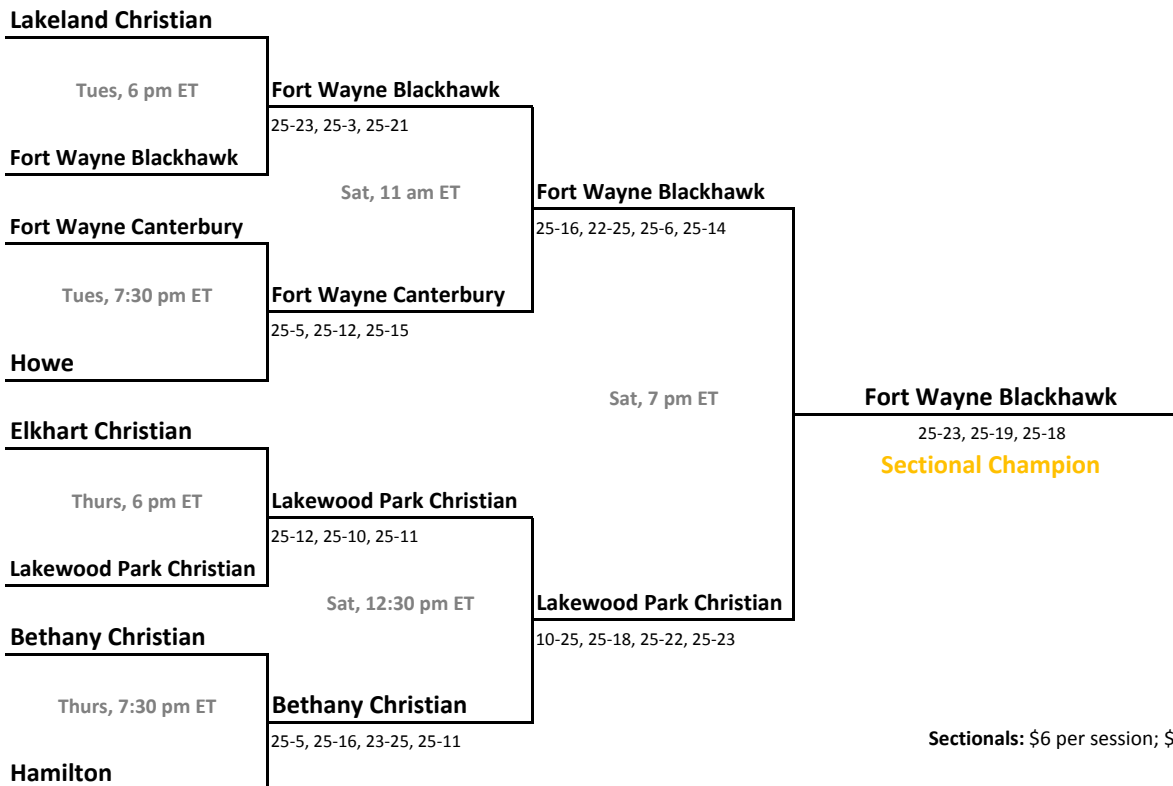 Lakeland Christian
Tues, 6 pm ET
Fort Wayne Blackhawk
25-23, 25-3, 25-21
Fort Wayne Blackhawk
Sat, 11 am ET
Fort Wayne Blackhawk
25-16, 22-25, 25-6, 25-14
Fort Wayne Canterbury
Tues, 7:30 pm ET
Fort Wayne Canterbury
25-5, 25-12, 25-15
Howe
Sat, 7 pm ET
Fort Wayne Blackhawk
25-23, 25-19, 25-18
Sectional Champion
Elkhart Christian
Thurs, 6 pm ET
Lakewood Park Christian
25-12, 25-10, 25-11
Lakewood Park Christian
Sat, 12:30 pm ET
Lakewood Park Christian
10-25, 25-18, 25-22, 25-23
Bethany Christian
Thurs, 7:30 pm ET
Bethany Christian
25-5, 25-16, 23-25, 25-11
Hamilton
Sectionals: $6 per session; $